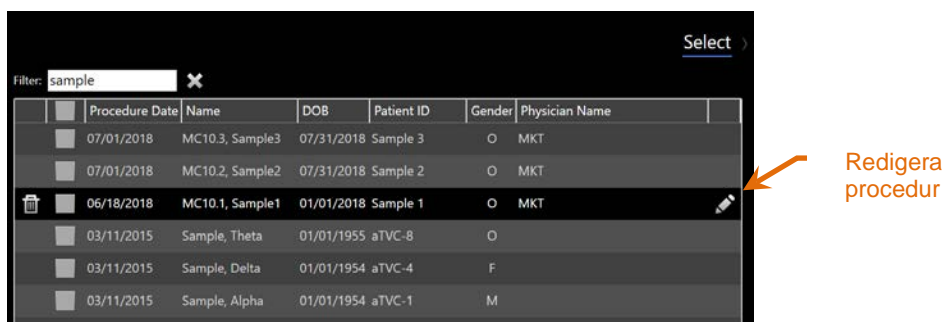 Select
Filter: sample
Procedure Date Name DOB Patient ID Gender Physician Name
07/01/2018 MC10.3, Sample3 07/31/2018 Sample 3 O MKT
07/01/2018 MC10.2, Sample2 07/31/2018 Sample 2 O MKT
06/18/2018 MC10.1, Sample1 01/01/2018 Sample 1 O MKT
03/11/2015 Sample, Theta 01/01/1955 aTVC-8 O
03/11/2015 Sample, Delta 01/01/1954 aTVC-4 F
03/11/2015 Sample, Alpha 01/01/1954 aTVC-1 M
Redigera
procedur